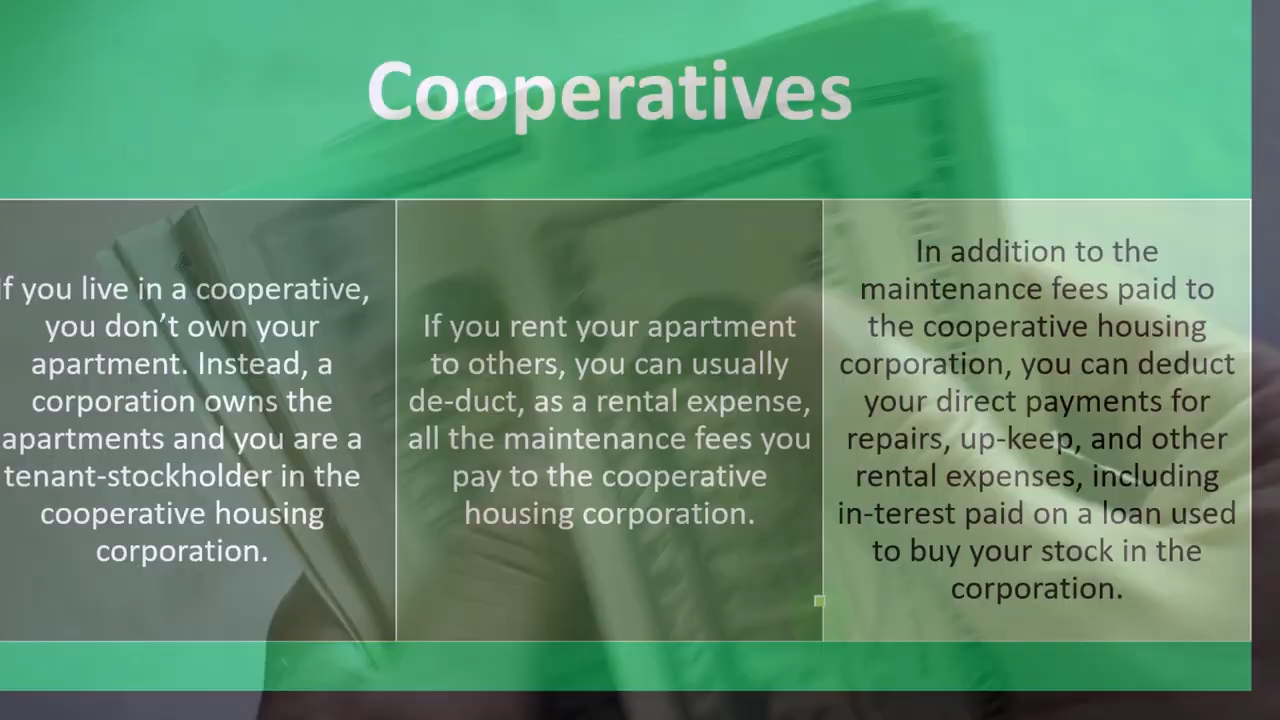 Cooperatives
If you live in a cooperative,
you don’t own your
apartment. Instead, a
corporation owns the
apartments and you are a
tenant-stockholder in the
cooperative housing
corporation.
If you rent your apartment
to others, you can usually
de-duct, as a rental expense,
all the maintenance fees you
pay to the cooperative
housing corporation.
In addition to the
maintenance fees paid to
the cooperative housing
corporation, you can deduct
your direct payments for
repairs, up-keep, and other
rental expenses, including
in-terest paid on a loan used
to buy your stock in the
corporation.